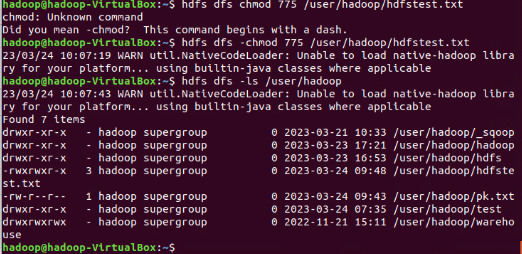 hadoop@hadoop-VirtualBox:~$ hdfs dfs chmod 775 /user/hadoop/hdfstest.txt
chmod: Unknown command
Did you mean -chmod?  This command begins with a dash.
hadoop@hadoop-VirtualBox:~$ hdfs dfs -chmod 775 /user/hadoop/hdfstest.txt
23/03/24 10:07:19 WARN util.NativeCodeLoader: Unable to load native-hadoop libra
ry for your platform... using builtin-java classes where applicable
hadoop@hadoop-VirtualBox:~$ hdfs dfs -ls /user/hadoop
23/03/24 10:07:43 WARN util.NativeCodeLoader: Unable to load native-hadoop libra
ry for your platform... using builtin-java classes where applicable
Found 7 items
drwxr-xr-x   - hadoop supergroup          0 2023-03-21 10:33 /user/hadoop/_sqoop
drwxr-xr-x   - hadoop supergroup          0 2023-03-23 17:21 /user/hadoop/hadoop
drwxr-xr-x   - hadoop supergroup          0 2023-03-23 16:53 /user/hadoop/hdfs
-rwxrwxr-x   3 hadoop supergroup          0 2023-03-24 09:48 /user/hadoop/hdfste
st.txt
-rw-r--r--   1 hadoop supergroup          0 2023-03-24 09:43 /user/hadoop/pk.txt
drwxr-xr-x   - hadoop supergroup          0 2023-03-24 07:35 /user/hadoop/test
drwxrwxrwx   - hadoop supergroup          0 2022-11-21 15:11 /user/hadoop/wareho
use
hadoop@hadoop-VirtualBox:~$